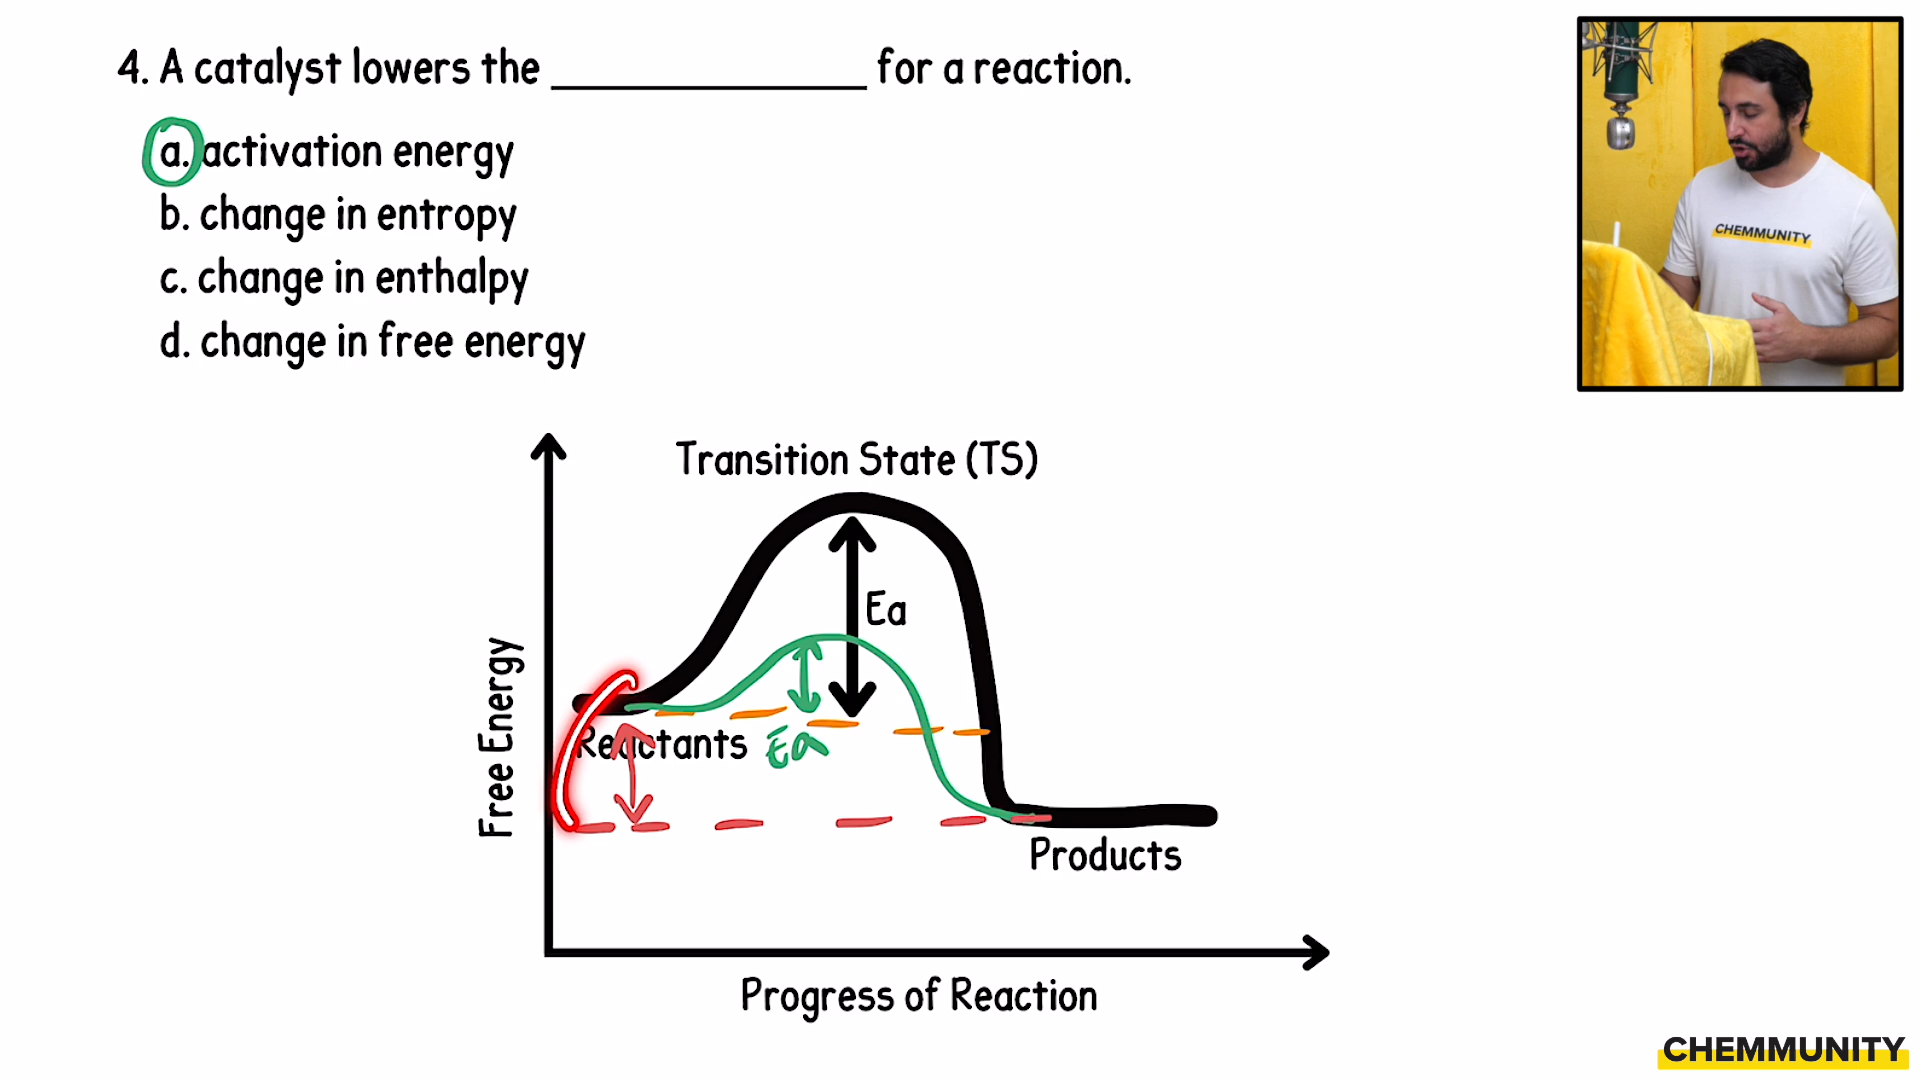 4. A catalyst lowers the ______________ for a reaction.
a. activation energy
b. change in entropy
c. change in enthalpy
d. change in free energy
CHEMMUNITY
Transition State (TS)
Ea
Free Energy
Reactants
Ea
Products
Progress of Reaction
CHEMMUNITY